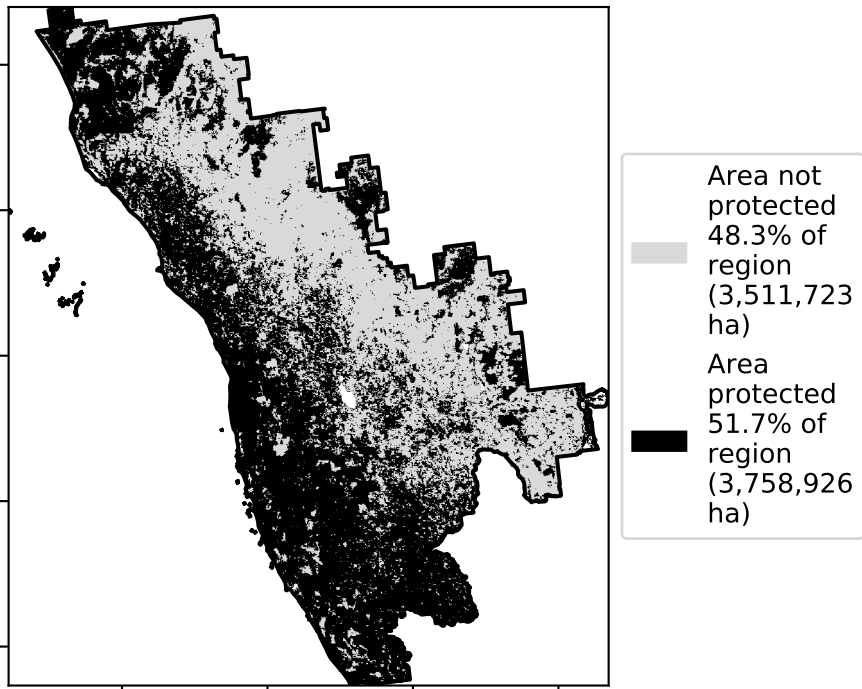 Area not
protected
48.3% of
region
(3,511,723
ha)
Area
protected
51.7% of
region
(3,758,926
ha)